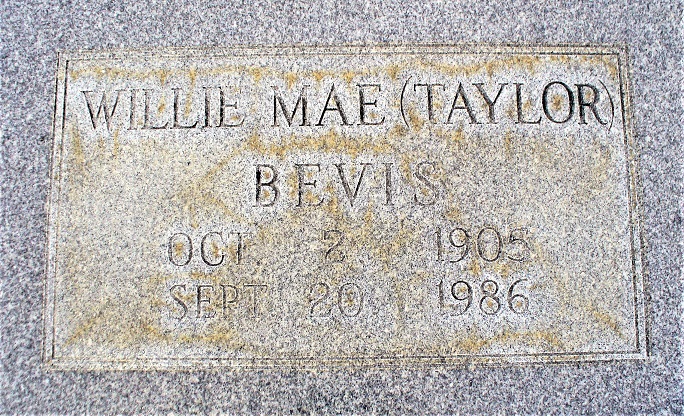 WILLIE MAE (TAYLOR)
BEVIS
OCT. 2 1905
SEPT. 20 1986